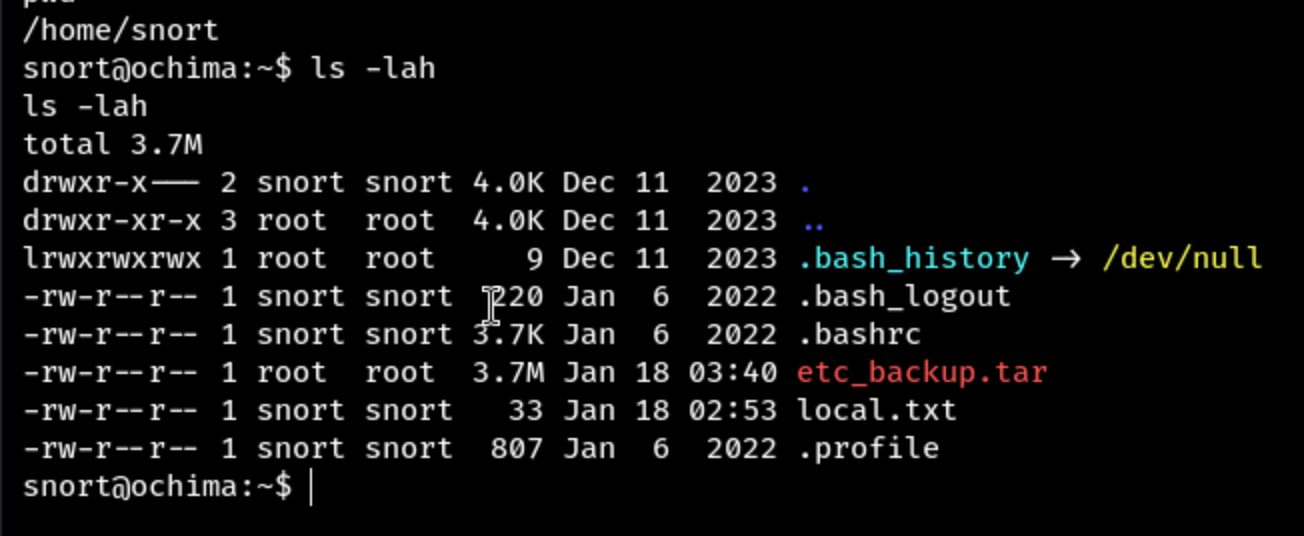 /home/snort
snort@ochima:~$ ls -lah
ls -lah
total 3.7M
drwxr-x--- 2 snort snort 4.0K Dec 11  2023 .
drwxr-xr-x 3 root  root  4.0K Dec 11  2023 ..
lrwxrwxrwx 1 root  root     9 Dec 11  2023 .bash_history -> /dev/null
-rw-r--r-- 1 snort snort  220 Jan  6  2022 .bash_logout
-rw-r--r-- 1 snort snort 3.7K Jan  6  2022 .bashrc
-rw-r--r-- 1 root  root  3.7M Jan 18 03:40 etc_backup.tar
-rw-r--r-- 1 snort snort   33 Jan 18 02:53 local.txt
-rw-r--r-- 1 snort snort  807 Jan  6  2022 .profile
snort@ochima:~$